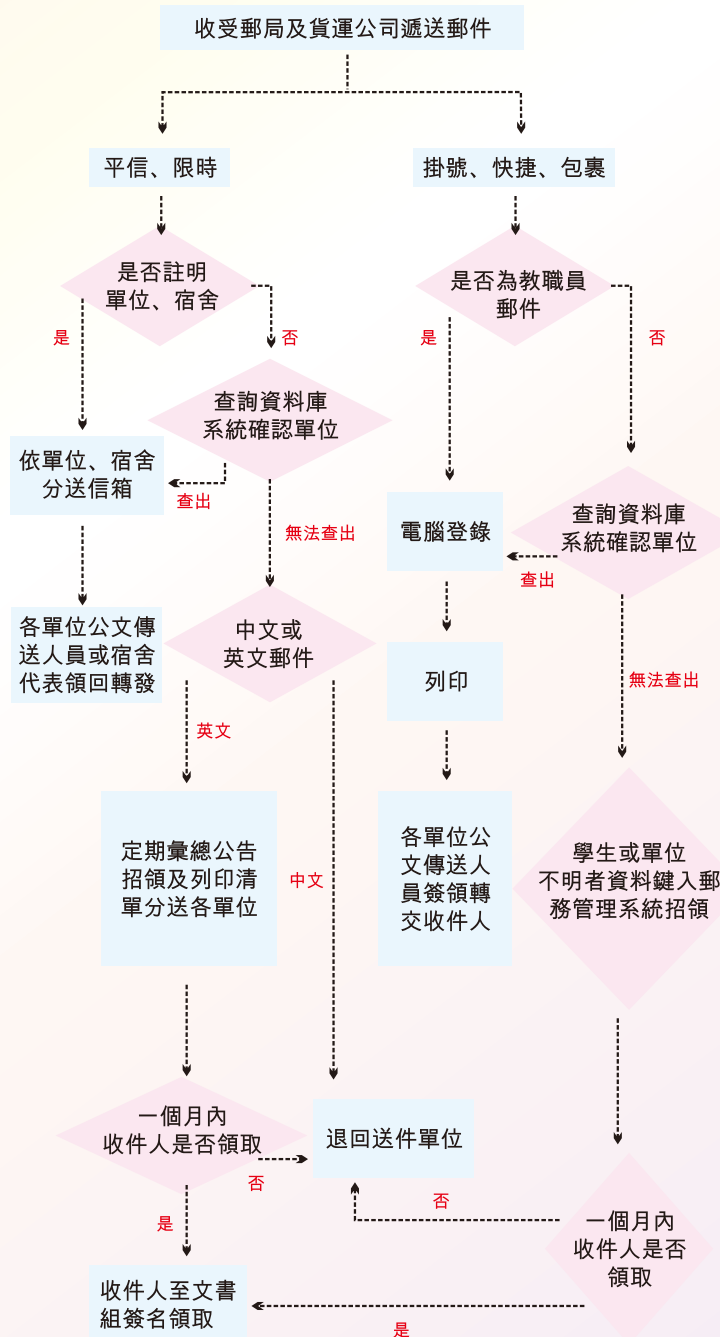 收受郵局及貨運公司遞送郵件
平信、限時
掛號、快捷、包裹
是否註明
單位、宿舍
是否為教職員
郵件
是
否
是
否
查詢資料庫
系統確認單位
依單位、宿舍
分送信箱
查出
無法查出
電腦登錄
查詢資料庫
系統確認單位
查出
各單位公文傳
送人員或宿舍
代表領回轉發
中文或
英文郵件
列印
無法查出
英文
中文
定期彙總公告
招領及列印清
單分送各單位
各單位公
文傳送人
員簽領轉
交收件人
學生或單位
不明者資料鍵入郵
務管理系統招領
一個月內
收件人是否領取
否
是
退回送件單位
否
一個月內
收件人是否
領取
收件人至文書
組簽名領取
是